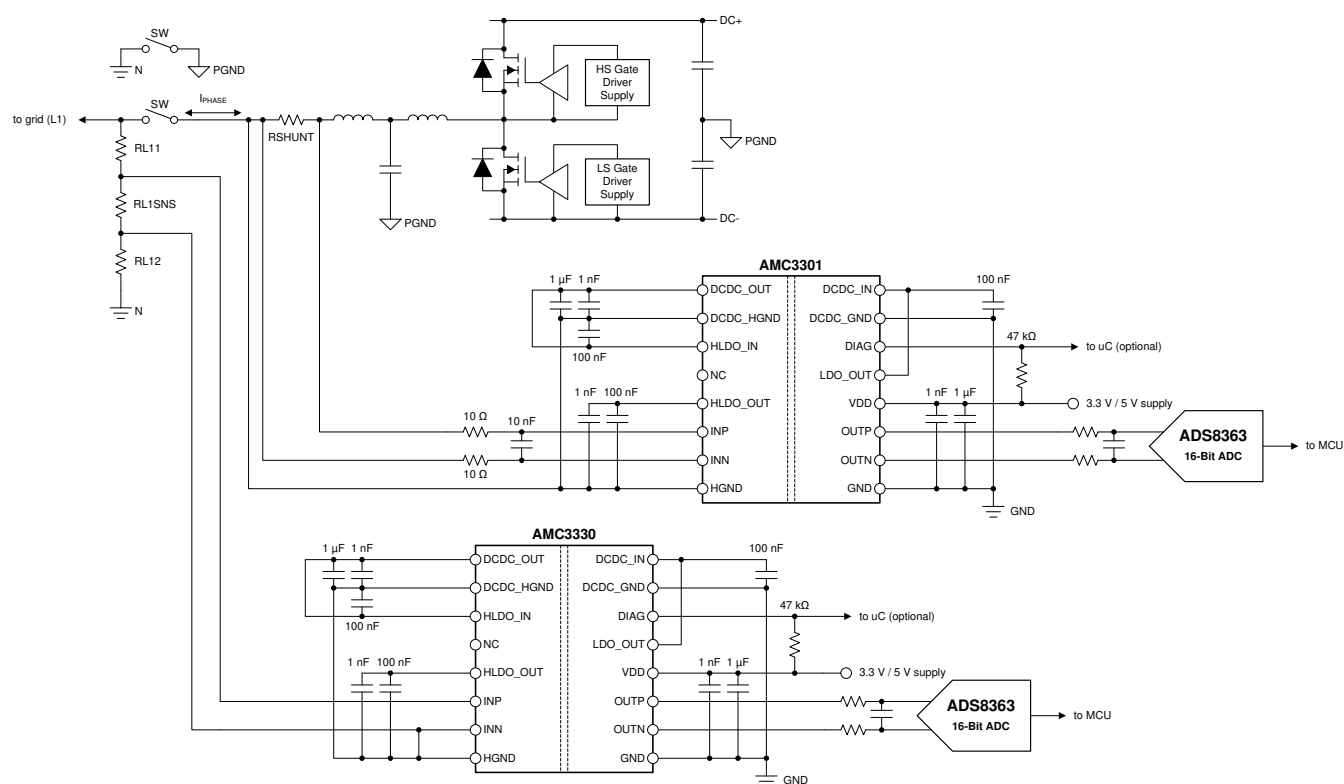 SW
N
PGND
SW
IPHASE
to grid (L1)
RSHUNT
RL11
RL1SNS
RL12
N
PGND
DC+
HS Gate
Driver
Supply
PGND
LS Gate
Driver
Supply
DC-
AMC3301
1 µF
1 nF
100 nF
DCDC_OUT
DCDC_HGND
HLDO_IN
NC
HLDO_OUT
INP
INN
HGND
1 nF
100 nF
10 Ω
10 nF
10 Ω
DCDC_IN
DCDC_GND
DIAG
LDO_OUT
VDD
OUTP
OUTN
GND
100 nF
47 kΩ
to uC (optional)
1 nF
1 µF
3.3 V / 5 V supply
ADS8363
16-Bit ADC
to MCU
GND
AMC3330
1 µF
1 nF
100 nF
DCDC_OUT
DCDC_HGND
HLDO_IN
NC
HLDO_OUT
INP
INN
HGND
1 nF
100 nF
DCDC_IN
DCDC_GND
DIAG
LDO_OUT
VDD
OUTP
OUTN
GND
100 nF
47 kΩ
to uC (optional)
1 nF
1 µF
3.3 V / 5 V supply
ADS8363
16-Bit ADC
to MCU
GND